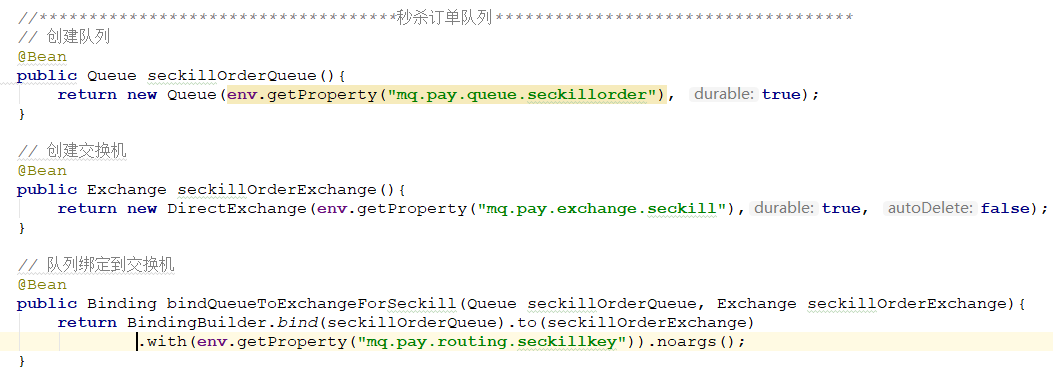 //************************************秒杀订单队列************************************
// 创建队列
@Bean
public Queue seckillOrderQueue(){
    return new Queue(env.getProperty("mq.pay.queue.seckillorder"), durable: true);
}

// 创建交换机
@Bean
public Exchange seckillOrderExchange(){
    return new DirectExchange(env.getProperty("mq.pay.exchange.seckill"), durable: true, autoDelete: false);
}

// 队列绑定到交换机
@Bean
public Binding bindQueueToExchangeForSeckill(Queue seckillOrderQueue, Exchange seckillOrderExchange){
    return BindingBuilder.bind(seckillOrderQueue).to(seckillOrderExchange)
            .with(env.getProperty("mq.pay.routing.seckillkey")).noargs();
}